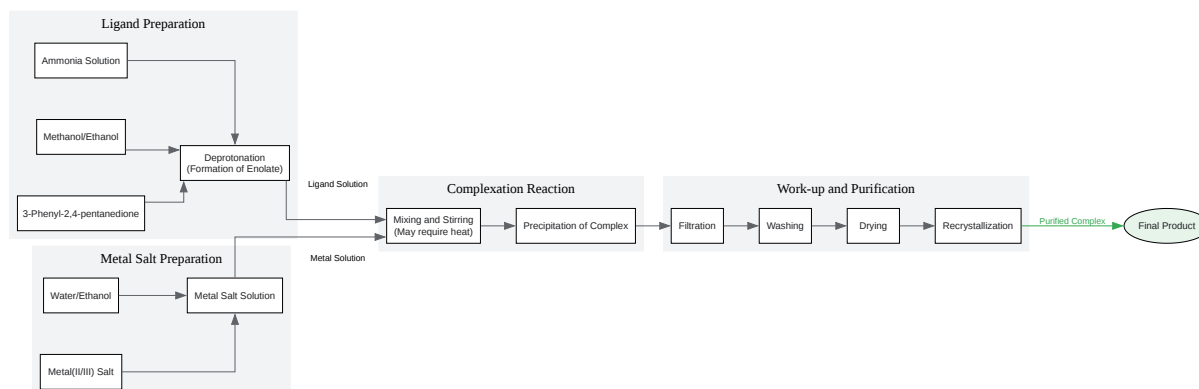 Ligand Preparation
Ammonia Solution
Methanol/Ethanol
3-Phenyl-2,4-pentanedione
Deprotonation
(Formation of Enolate)
Ligand Solution
Metal Salt Preparation
Water/Ethanol
Metal(II/III) Salt
Metal Salt Solution
Metal Solution
Complexation Reaction
Mixing and Stirring
(May require heat)
Precipitation of Complex
Work-up and Purification
Filtration
Washing
Drying
Recrystallization
Purified Complex
Final Product